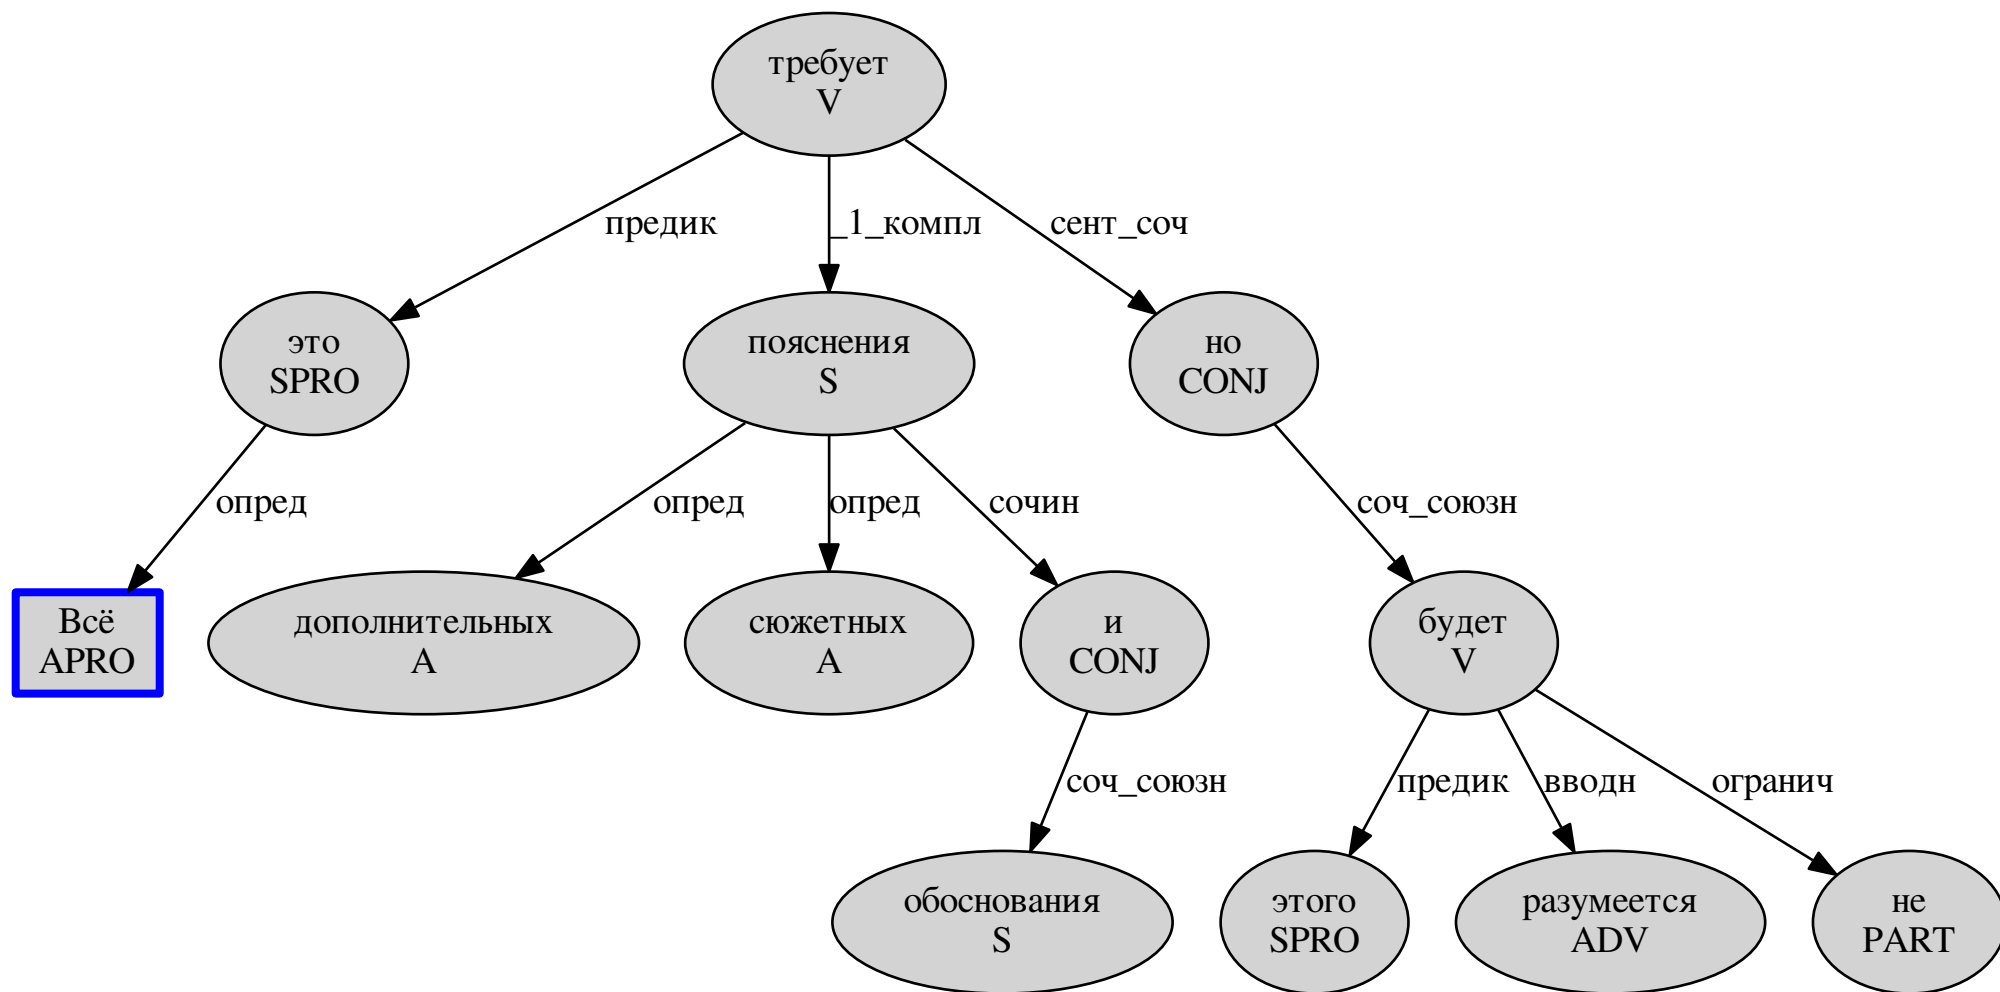 требует
V
предик
_1_компл
сент_соч
это
SPRO
пояснения
S
но
CONJ
опред
опред
опред
сочин
соч_союзн
Всё
APRO
дополнительных
A
сюжетных
A
и
CONJ
будет
V
соч_союзн
предик
вводн
огранич
обоснования
S
этого
SPRO
разумеется
ADV
не
PART